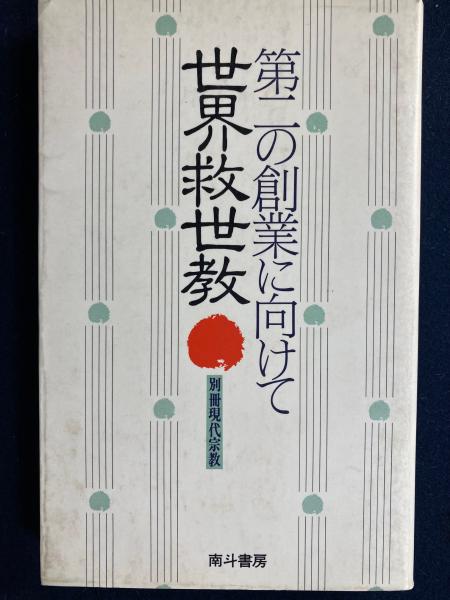 第二の創業に向けて
世界救世教
別冊現代宗教
南斗書房